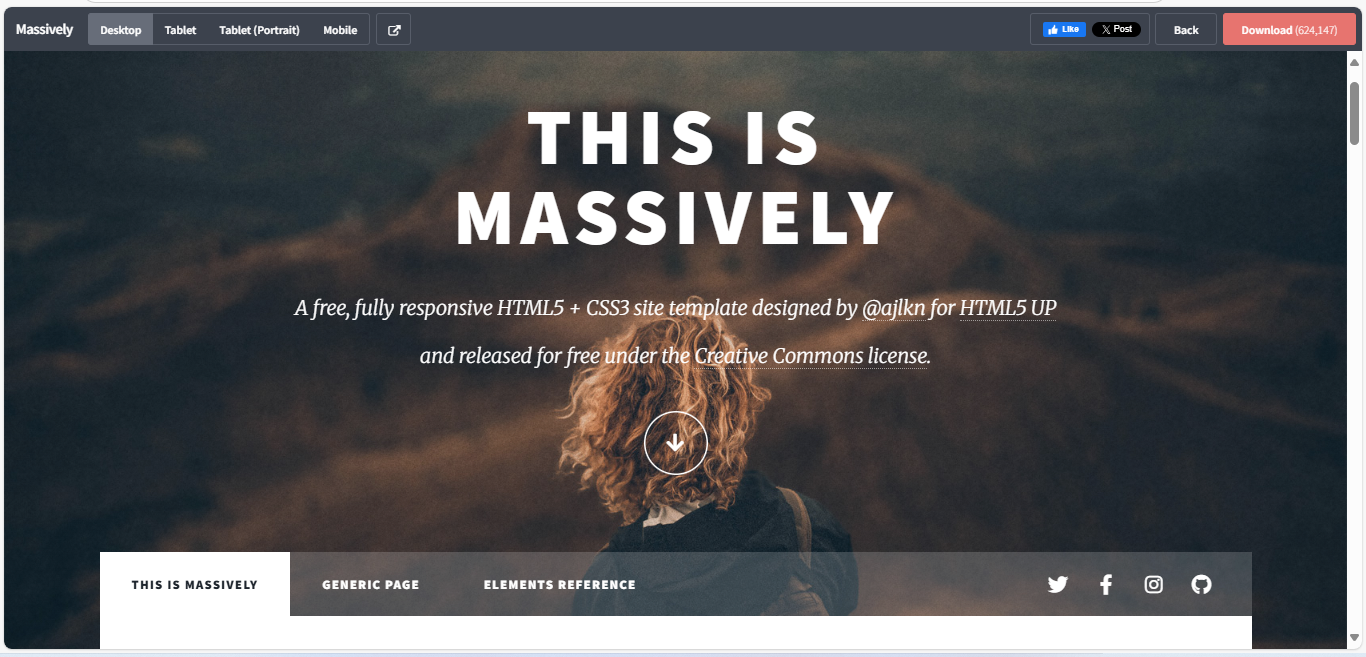 Massively Desktop Tablet Tablet (Portrait) Mobile Like Post Back Download (624,147)
THIS IS
MASSIVELY
A free, fully responsive HTML5 + CSS3 site template designed by @ajlkn for HTML5 UP
and released for free under the Creative Commons license.
THIS IS MASSIVELY GENERIC PAGE ELEMENTS REFERENCE